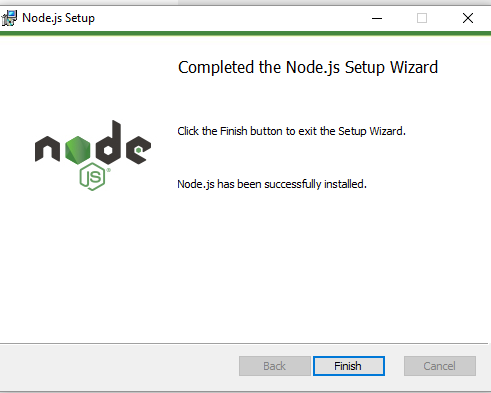 Node.js Setup
Completed the Node.js Setup Wizard
Click the Finish button to exit the Setup Wizard.
node
JS
®
Node.js has been successfully installed.
Back
Finish
Cancel